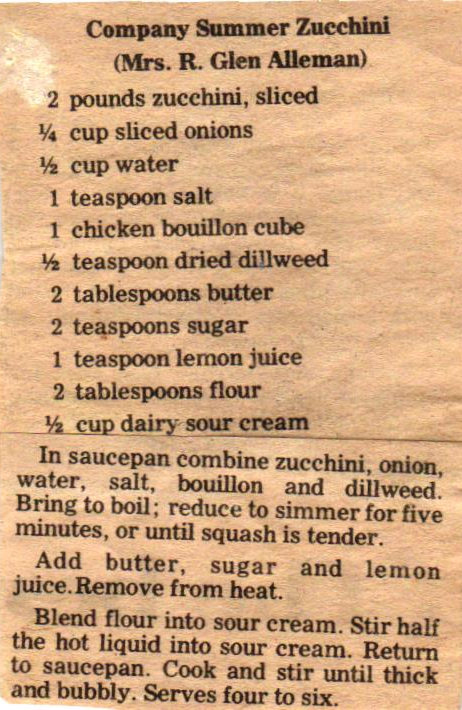 Company Summer Zucchini
(Mrs. R. Glen Alleman)
2 pounds zucchini, sliced
¼ cup sliced onions
½ cup water
1 teaspoon salt
1 chicken bouillon cube
½ teaspoon dried dillweed
2 tablespoons butter
2 teaspoons sugar
1 teaspoon lemon juice
2 tablespoons flour
½ cup dairy sour cream
In saucepan combine zucchini, onion,
water, salt, bouillon and dillweed.
Bring to boil; reduce to simmer for five
minutes, or until squash is tender.
Add butter, sugar and lemon
juice. Remove from heat.
Blend flour into sour cream. Stir half
the hot liquid into sour cream. Return
to saucepan. Cook and stir until thick
and bubbly. Serves four to six.